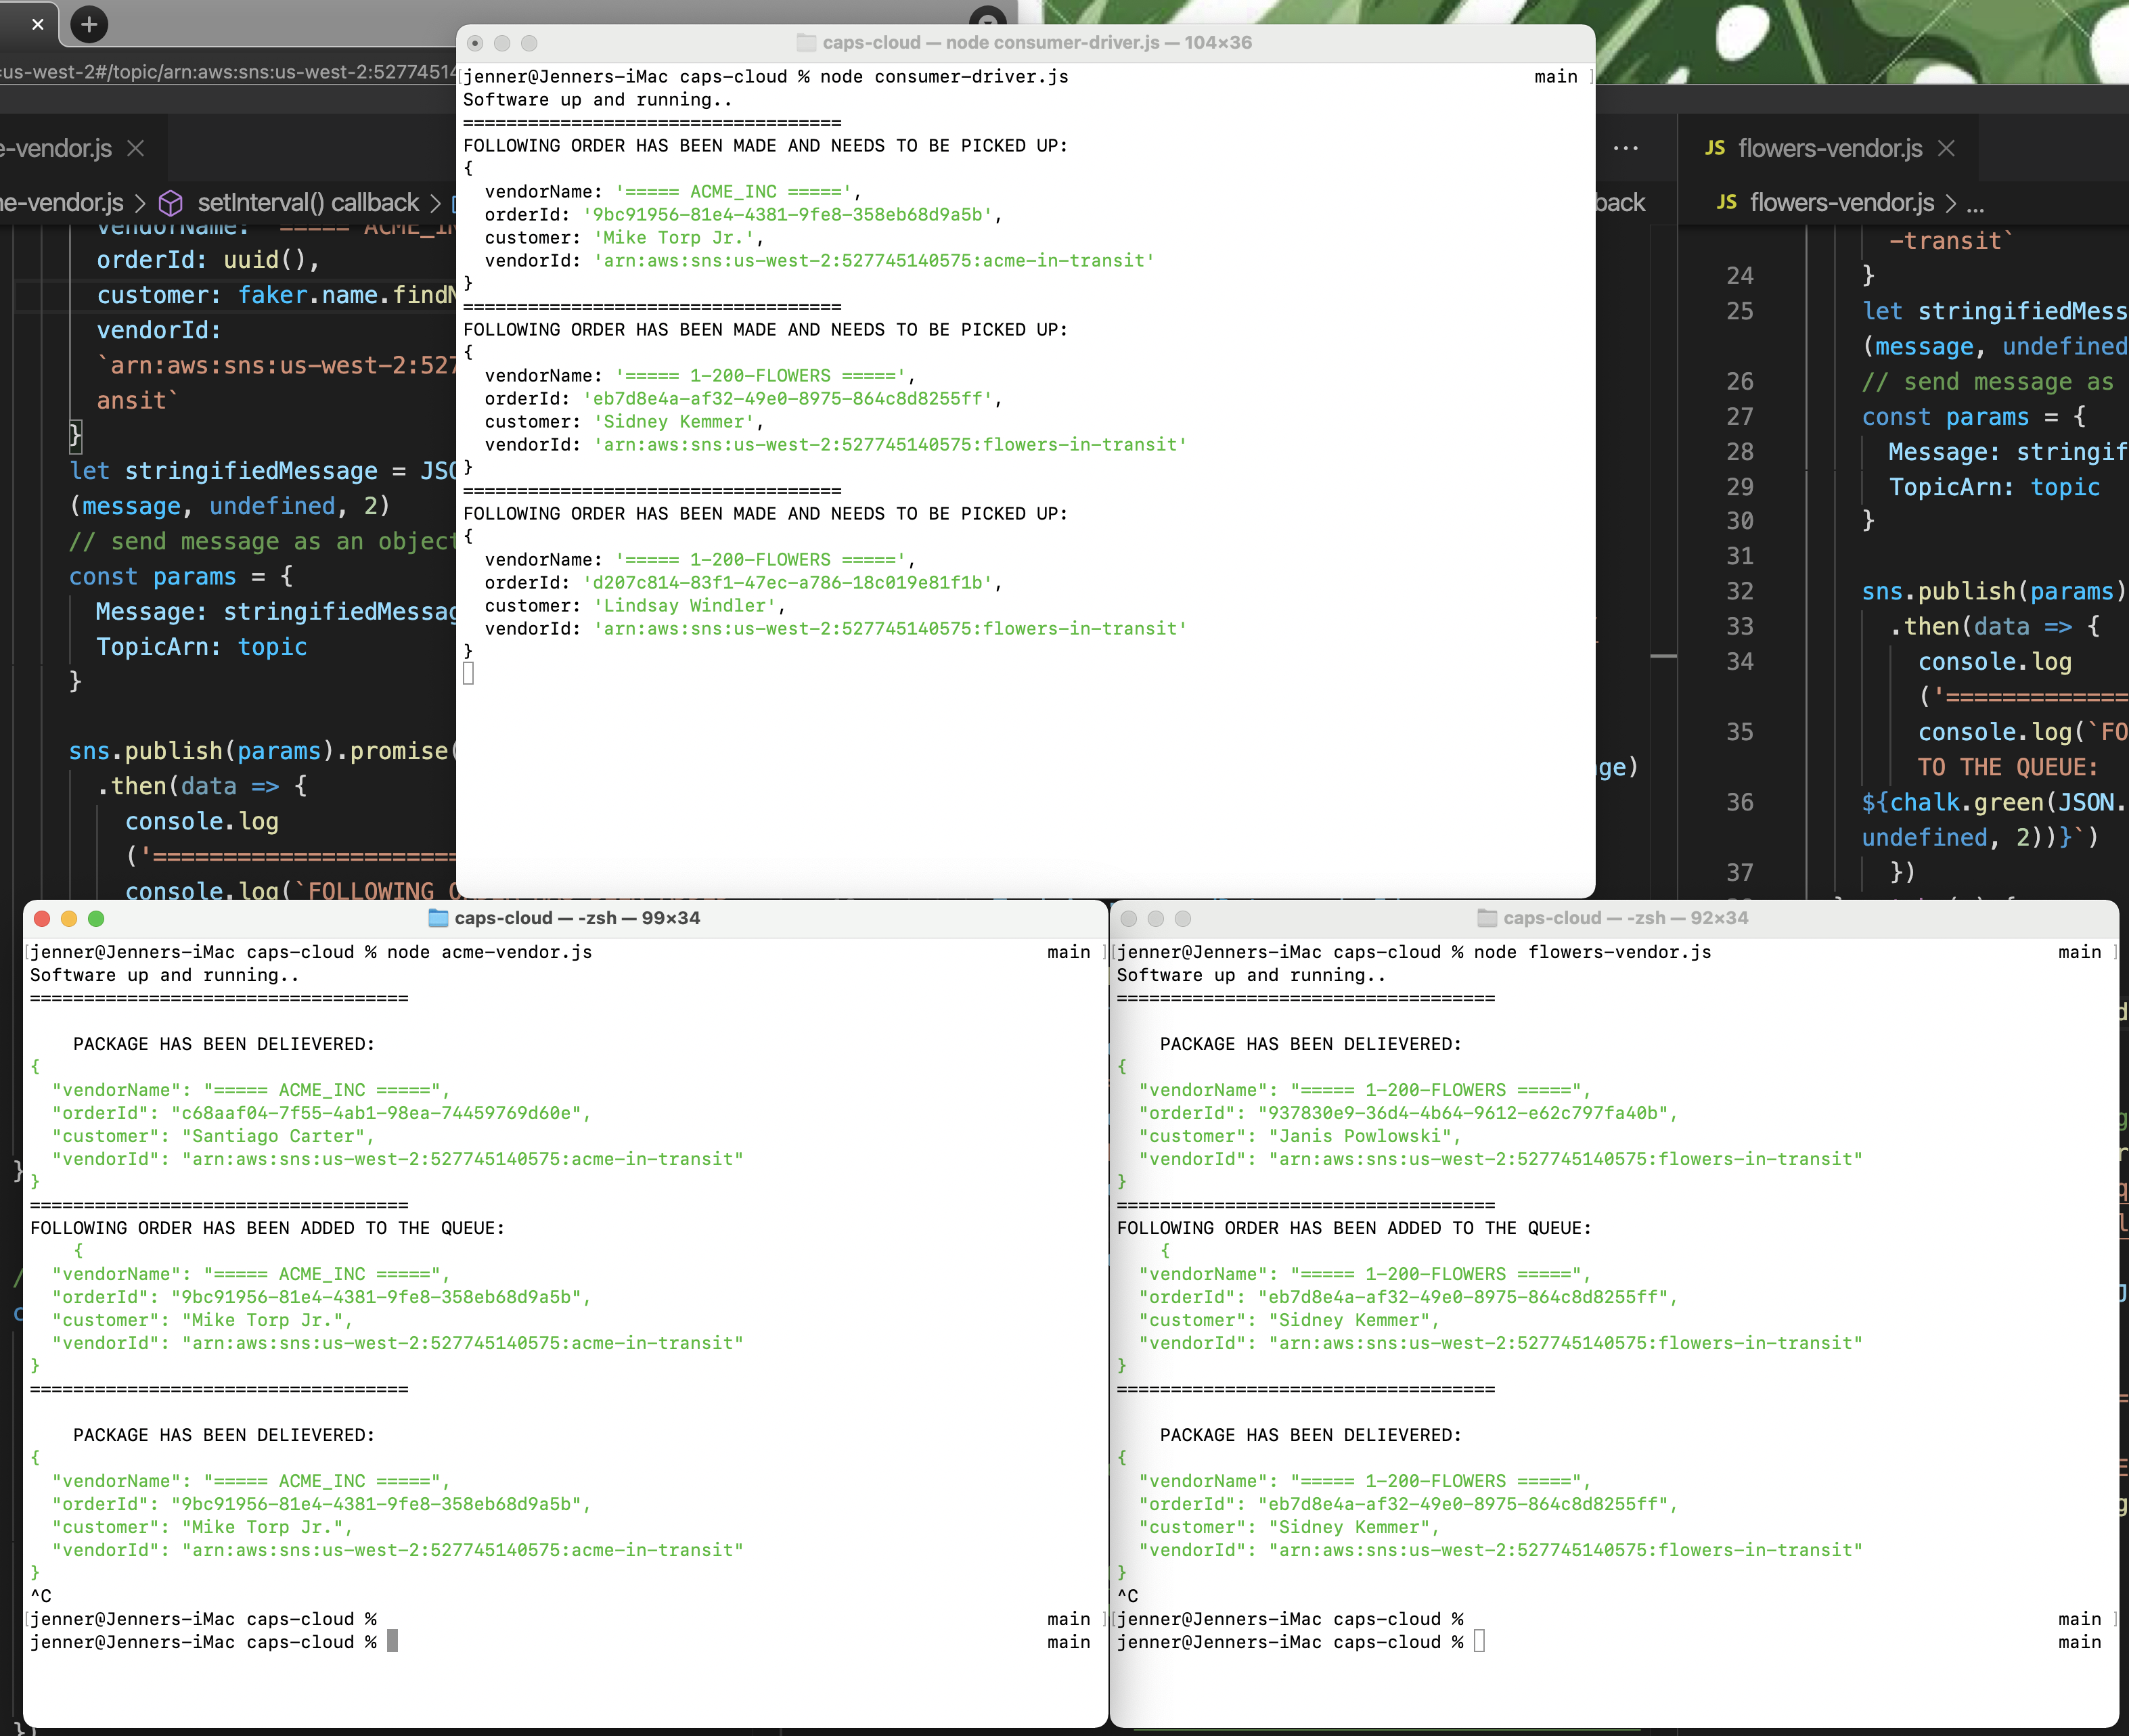 us-west-2#/topic/arn:aws:sns:us-west-2:52774514
caps-cloud — node consumer-driver.js — 104×36
jenner@Jenners-iMac caps-cloud % node consumer-driver.js main
Software up and running..
===================================
FOLLOWING ORDER HAS BEEN MADE AND NEEDS TO BE PICKED UP:
{
  vendorName: '===== ACME_INC =====',
  orderId: '9bc91956-81e4-4381-9fe8-358eb68d9a5b',
  customer: 'Mike Torp Jr.',
  vendorId: 'arn:aws:sns:us-west-2:527745140575:acme-in-transit'
}
===================================
FOLLOWING ORDER HAS BEEN MADE AND NEEDS TO BE PICKED UP:
{
  vendorName: '===== 1-200-FLOWERS =====',
  orderId: 'eb7d8e4a-af32-49e0-8975-864c8d8255ff',
  customer: 'Sidney Kemmer',
  vendorId: 'arn:aws:sns:us-west-2:527745140575:flowers-in-transit'
}
===================================
FOLLOWING ORDER HAS BEEN MADE AND NEEDS TO BE PICKED UP:
{
  vendorName: '===== 1-200-FLOWERS =====',
  orderId: 'd207c814-83f1-47ec-a786-18c019e81f1b',
  customer: 'Lindsay Windler',
  vendorId: 'arn:aws:sns:us-west-2:527745140575:flowers-in-transit'
}
e-vendor.js
ne-vendor.js > setInterval() callback >
vendorName: `===== ACME_IN
orderId: uuid(),
customer: faker.name.findN
vendorId:
`arn:aws:sns:us-west-2:527
ansit`
}
let stringifiedMessage = JSO
(message, undefined, 2)
// send message as an object
const params = {
Message: stringifiedMessag
TopicArn: topic
}
sns.publish(params).promise(
.then(data => {
console.log
('=======================
console.log(`FOLLOWING O
back
age)
JS flowers-vendor.js
JS flowers-vendor.js > ...
-transit`
24 }
25 let stringifiedMess
(message, undefined
26 // send message as
27 const params = {
28 Message: stringif
29 TopicArn: topic
30 }
31
32 sns.publish(params)
33 .then(data => {
34 console.log
('=============
35 console.log(`FO
TO THE QUEUE:
36 ${chalk.green(JSON.
undefined, 2))}`)
37 })
caps-cloud — -zsh — 99×34
jenner@Jenners-iMac caps-cloud % node acme-vendor.js main
Software up and running..
===================================
    PACKAGE HAS BEEN DELIEVERED:
{
  "vendorName": "===== ACME_INC =====",
  "orderId": "c68aaf04-7f55-4ab1-98ea-74459769d60e",
  "customer": "Santiago Carter",
  "vendorId": "arn:aws:sns:us-west-2:527745140575:acme-in-transit"
}
===================================
FOLLOWING ORDER HAS BEEN ADDED TO THE QUEUE:
    {
  "vendorName": "===== ACME_INC =====",
  "orderId": "9bc91956-81e4-4381-9fe8-358eb68d9a5b",
  "customer": "Mike Torp Jr.",
  "vendorId": "arn:aws:sns:us-west-2:527745140575:acme-in-transit"
}
===================================
    PACKAGE HAS BEEN DELIEVERED:
{
  "vendorName": "===== ACME_INC =====",
  "orderId": "9bc91956-81e4-4381-9fe8-358eb68d9a5b",
  "customer": "Mike Torp Jr.",
  "vendorId": "arn:aws:sns:us-west-2:527745140575:acme-in-transit"
}
^C
jenner@Jenners-iMac caps-cloud % main
jenner@Jenners-iMac caps-cloud % main
caps-cloud — -zsh — 92×34
jenner@Jenners-iMac caps-cloud % node flowers-vendor.js main
Software up and running..
===================================
    PACKAGE HAS BEEN DELIEVERED:
{
  "vendorName": "===== 1-200-FLOWERS =====",
  "orderId": "937830e9-36d4-4b64-9612-e62c797fa40b",
  "customer": "Janis Powlowski",
  "vendorId": "arn:aws:sns:us-west-2:527745140575:flowers-in-transit"
}
===================================
FOLLOWING ORDER HAS BEEN ADDED TO THE QUEUE:
    {
  "vendorName": "===== 1-200-FLOWERS =====",
  "orderId": "eb7d8e4a-af32-49e0-8975-864c8d8255ff",
  "customer": "Sidney Kemmer",
  "vendorId": "arn:aws:sns:us-west-2:527745140575:flowers-in-transit"
}
===================================
    PACKAGE HAS BEEN DELIEVERED:
{
  "vendorName": "===== 1-200-FLOWERS =====",
  "orderId": "eb7d8e4a-af32-49e0-8975-864c8d8255ff",
  "customer": "Sidney Kemmer",
  "vendorId": "arn:aws:sns:us-west-2:527745140575:flowers-in-transit"
}
^C
jenner@Jenners-iMac caps-cloud % main
jenner@Jenners-iMac caps-cloud % main